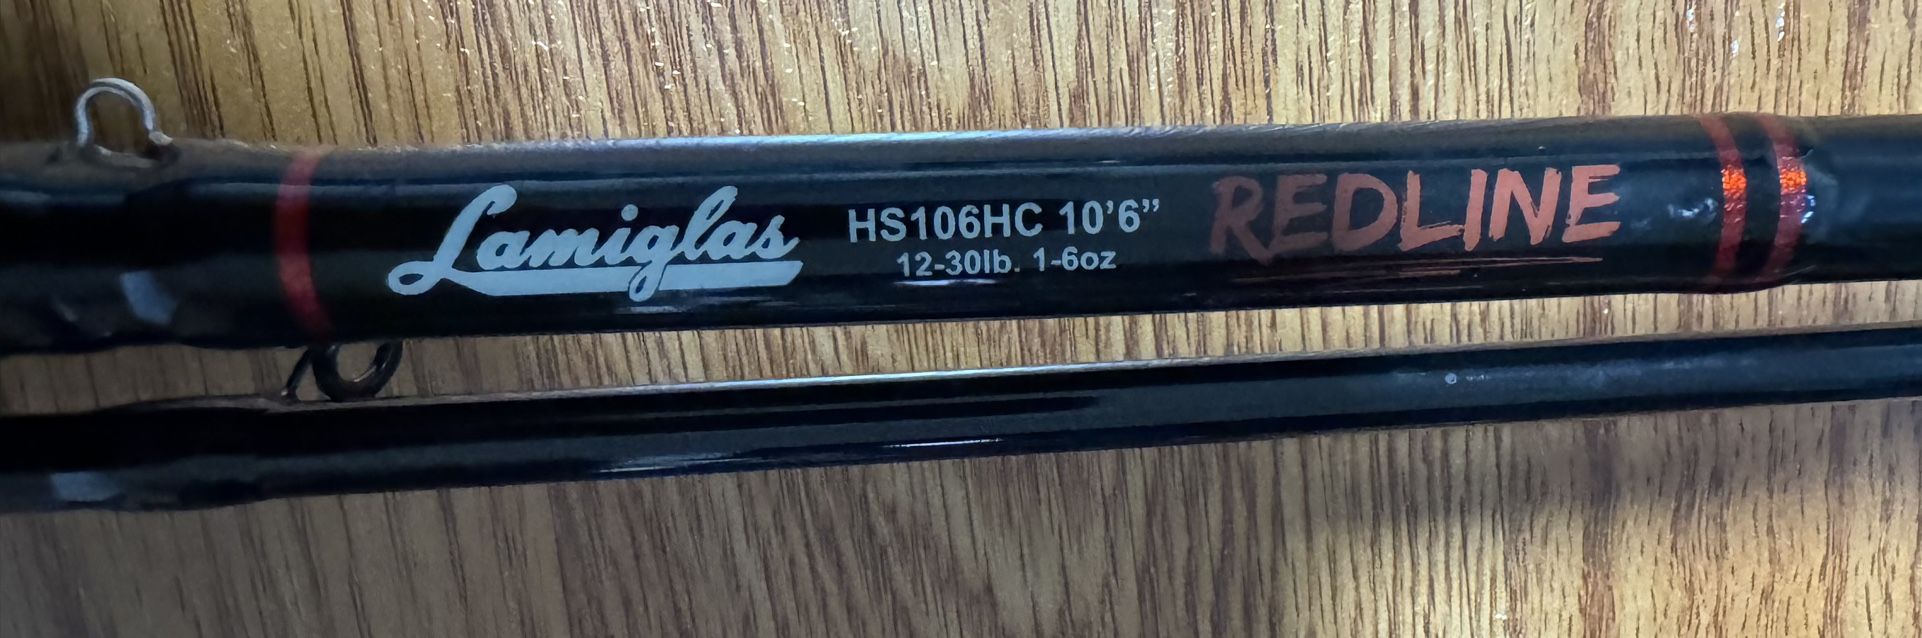 Lamiglas HS106HC 10'6” REDLINE
12-30lb. 1-6oz